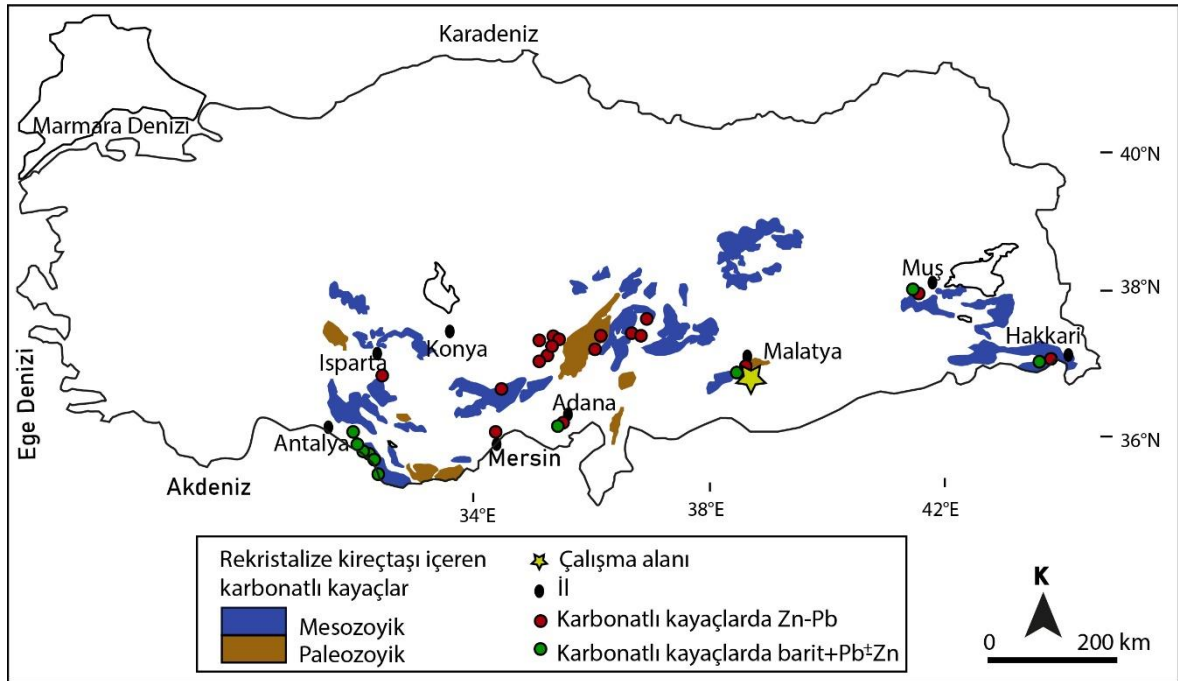 Karadeniz
Marmara Denizi
40°N
Muş
38°N
Hakkari
Konya
Isparta
Malatya
Adana
Ege Denizi
Antalya
36°N
Mersin
Akdeniz
34°E
38°E
42°E
Rekristalize kireçtaşı içeren
karbonatlı kayaçlar
Mesozoyik
Paleozoyik
Çalışma alanı
İl
Karbonatlı kayaçlarda Zn-Pb
Karbonatlı kayaçlarda barit+Pb±Zn
K
0 200 km